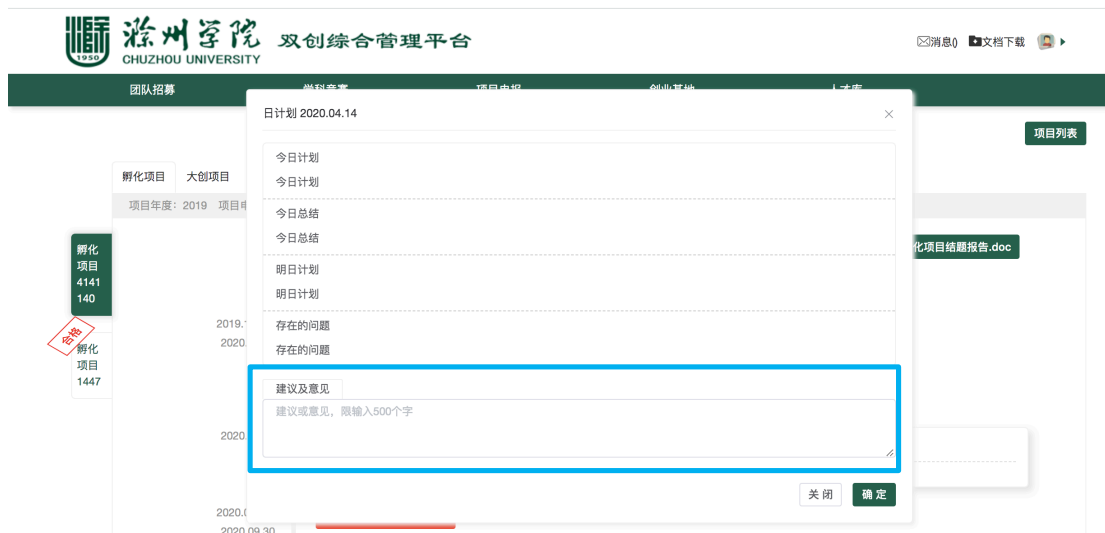 1950
滁州学院
CHUZHOU UNIVERSITY
双创综合管理平台
消息() 文档下载
团队招募
日计划 2020.04.14
项目列表
今日计划
今日计划
孵化项目 大创项目
项目年度：2019 项目
今日总结
今日总结
孵化
项目
4141
140
化项目结题报告.doc
明日计划
明日计划
2019.
存在的问题
合格
2020.
存在的问题
孵化
项目
1447
建议及意见
建议或意见，限输入500个字
2020.
关闭 确定
2020.
2020.09.30